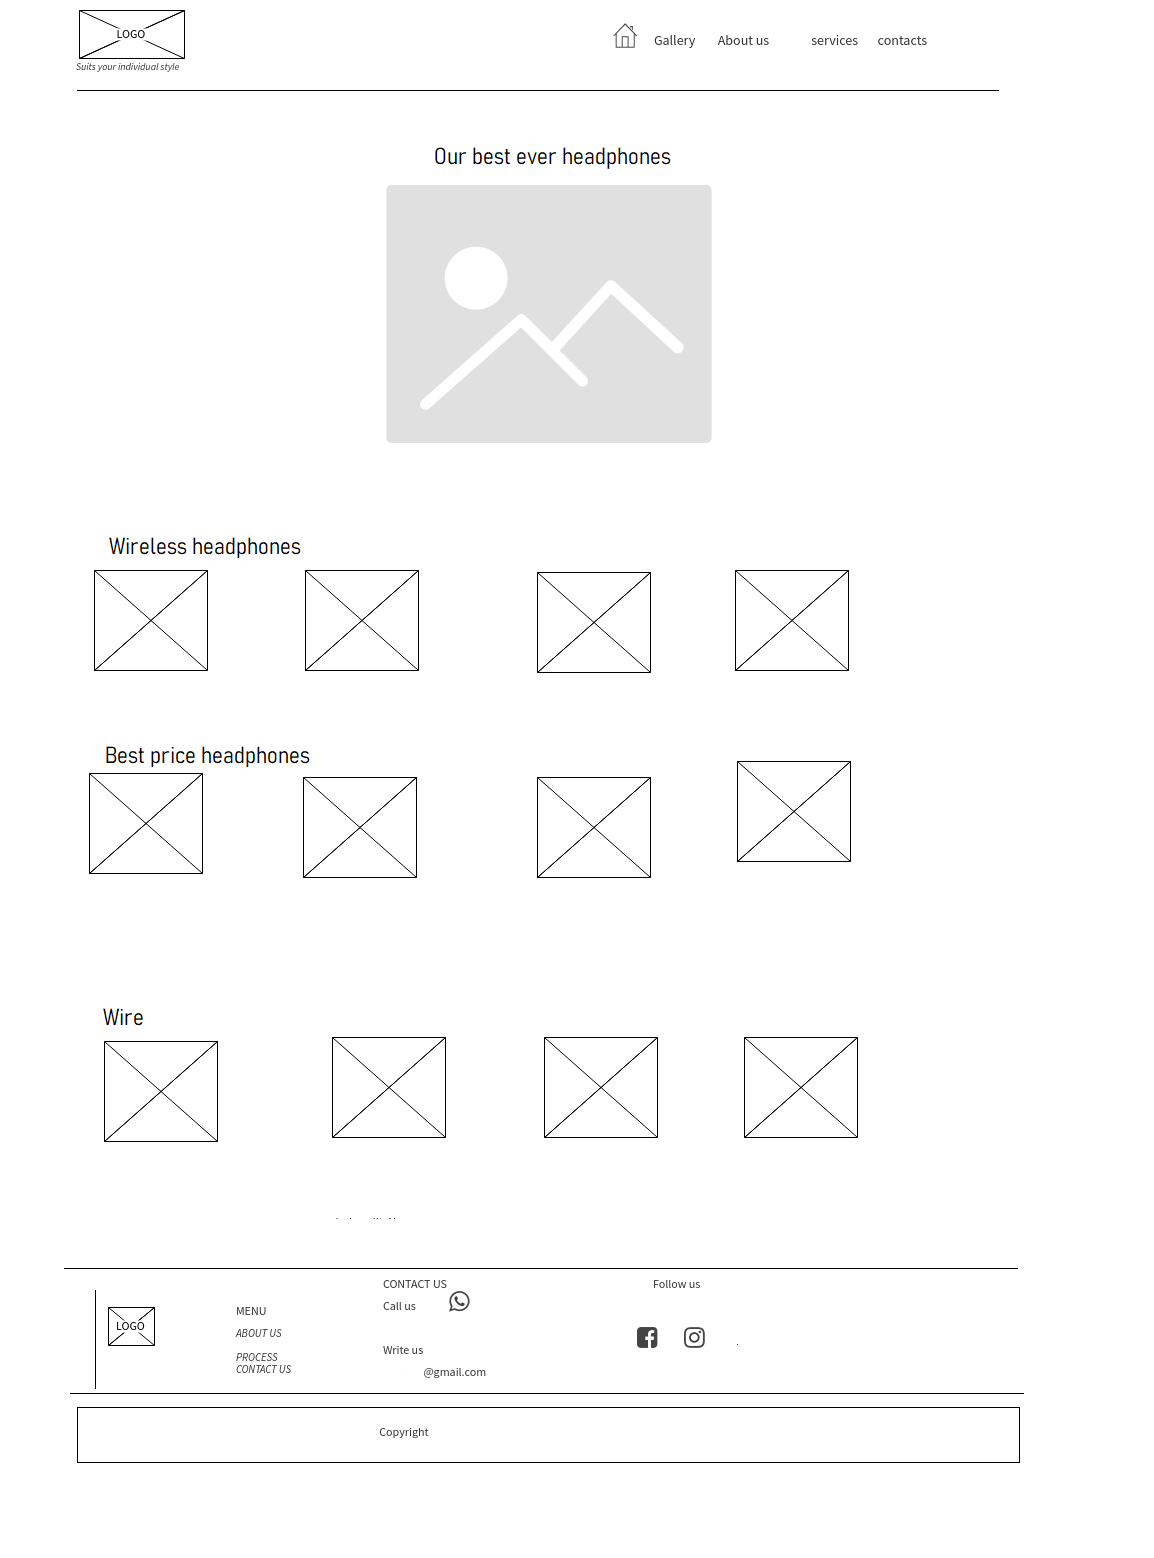 LOGO
Suits your individual style
Gallery About us services contacts
Our best ever headphones
Wireless headphones
Best price headphones
Wire
CONTACT US
Call us
Write us
@gmail.com
Follow us
LOGO
MENU
ABOUT US
PROCESS
CONTACT US
Copyright